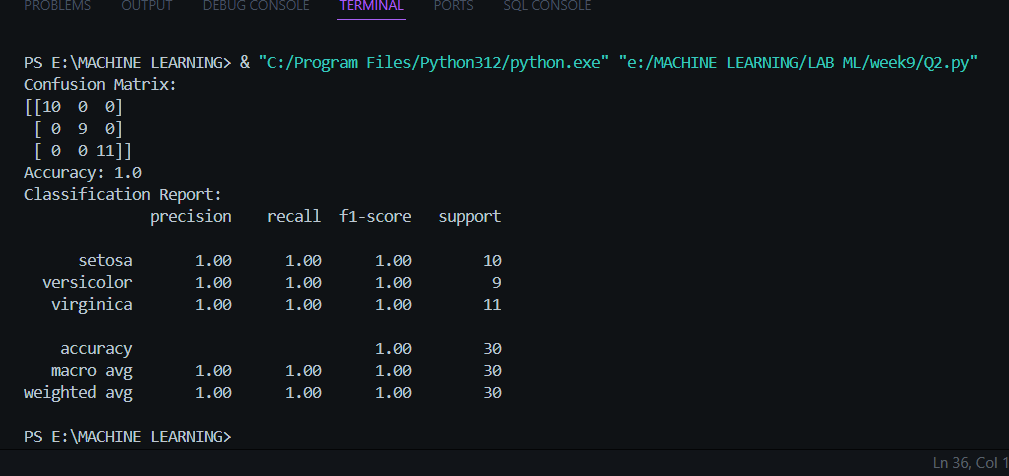 PROBLEMS OUTPUT DEBUG CONSOLE TERMINAL PORTS SQL CONSOLE
PS E:\MACHINE LEARNING> & "C:/Program Files/Python312/python.exe" "e:/MACHINE LEARNING/LAB ML/week9/Q2.py"
Confusion Matrix:
[[10  0  0]
 [ 0  9  0]
 [ 0  0 11]]
Accuracy: 1.0
Classification Report:
              precision    recall  f1-score   support
      setosa       1.00      1.00      1.00        10
  versicolor       1.00      1.00      1.00         9
   virginica       1.00      1.00      1.00        11
    accuracy                           1.00        30
   macro avg       1.00      1.00      1.00        30
weighted avg       1.00      1.00      1.00        30
PS E:\MACHINE LEARNING>
Ln 36, Col 1